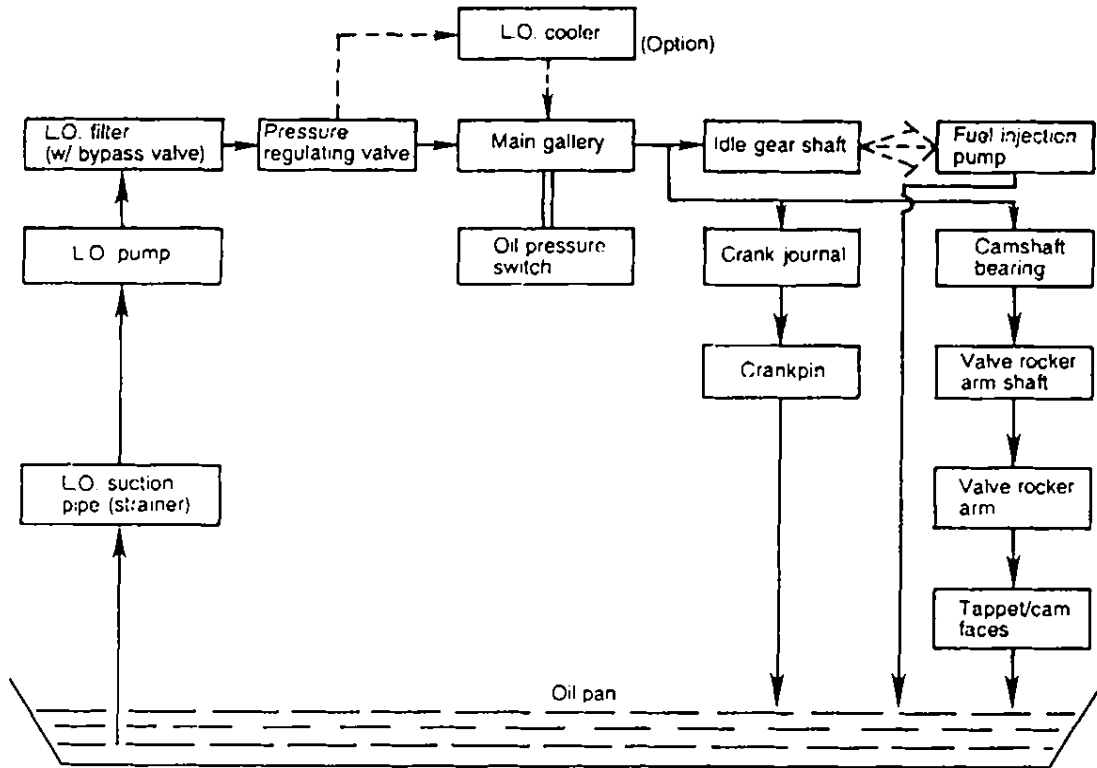 L.O. cooler
(Option)
L.O. filter
(w/ bypass valve)
Pressure
regulating valve
Main gallery
Idle gear shaft
Fuel injection
pump
L.O. pump
Oil pressure
switch
Crank journal
Camshaft
bearing
Crankpin
Valve rocker
arm shaft
L.O. suction
pipe (strainer)
Valve rocker
arm
Tappet/cam
faces
Oil pan